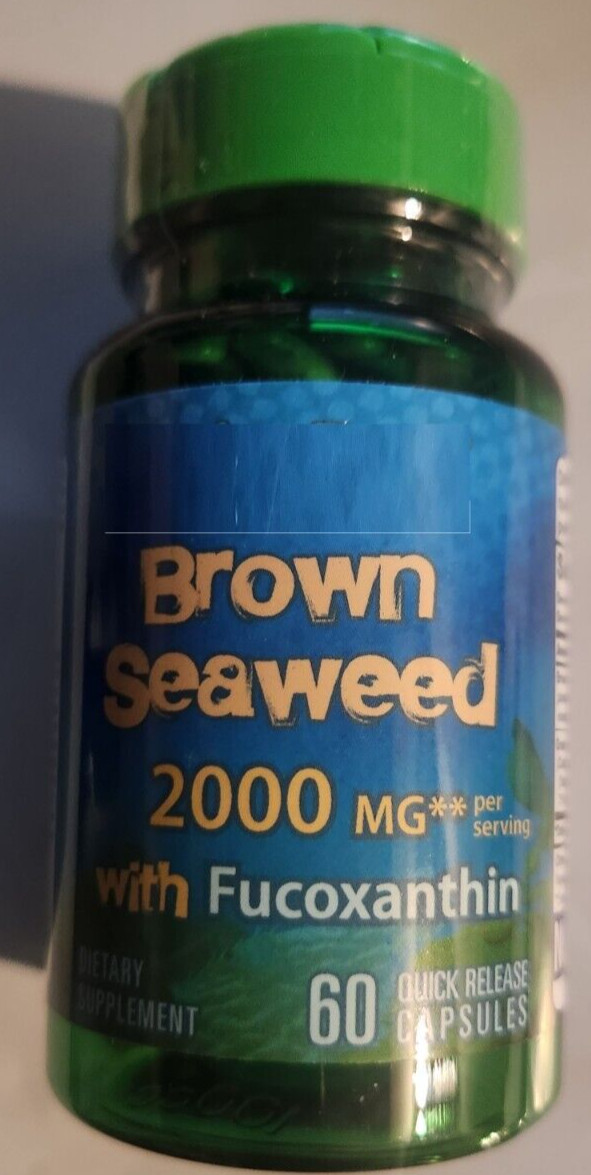 Brown
Seaweed
2000 MG** per
serving
with Fucoxanthin
DIETARY
SUPPLEMENT
60 QUICK RELEASE
CAPSULES